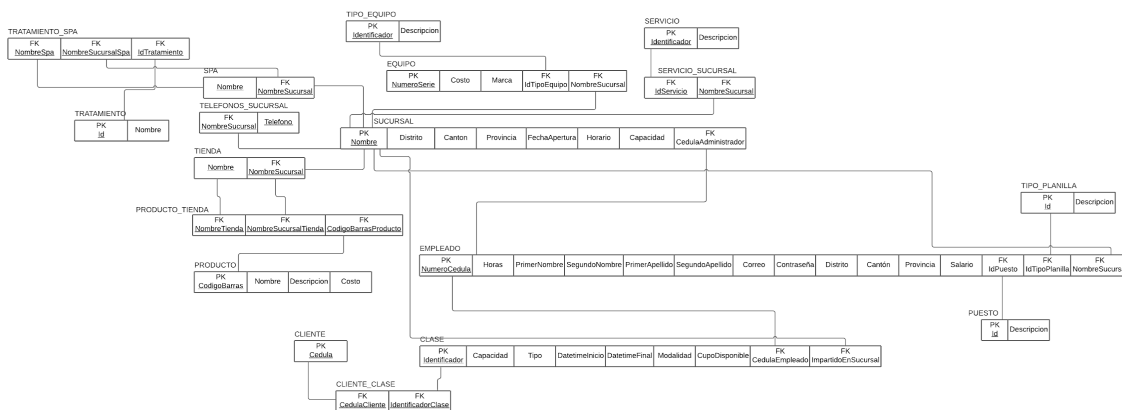 TRATAMIENTO_SPA
FK FK FK
NombreSpa NombreSucursalSpa IdTratamiento
TIPO_EQUIPO
PK
Identificador Descripcion
SERVICIO
PK
Identificador Descripcion
EQUIPO
PK FK FK
NumeroSerie Costo Marca IdTipoEquipo NombreSucursal
SERVICIO_SUCURSAL
FK FK
IdServicio NombreSucursal
SPA
FK
Nombre NombreSucursal
TELEFONOS_SUCURSAL
FK
NombreSucursal Telefono
TRATAMIENTO
PK
Id Nombre
SUCURSAL
PK FK
Nombre Distrito Canton Provincia FechaApertura Horario Capacidad CedulaAdministrador
TIENDA
FK
Nombre NombreSucursal
TIPO_PLANILLA
PK
Id Descripcion
PRODUCTO_TIENDA
FK FK FK
NombreTienda NombreSucursalTienda CodigoBarrasProducto
EMPLEADO
PK FK FK FK
NumeroCedula Horas PrimerNombre SegundoNombre PrimerApellido SegundoApellido Correo Contraseña Distrito Cantón Provincia Salario IdPuesto IdTipoPlanilla NombreSucurs
PRODUCTO
PK
CodigoBarras Nombre Descripcion Costo
PUESTO
PK
Id Descripcion
CLIENTE
PK
Cedula
CLASE
PK FK FK
Identificador Capacidad Tipo DatetimeInicio DatetimeFinal Modalidad CupoDisponible CedulaEmpleado ImpartidoEnSucursal
CLIENTE_CLASE
FK FK
CedulaCliente IdentificadorClase